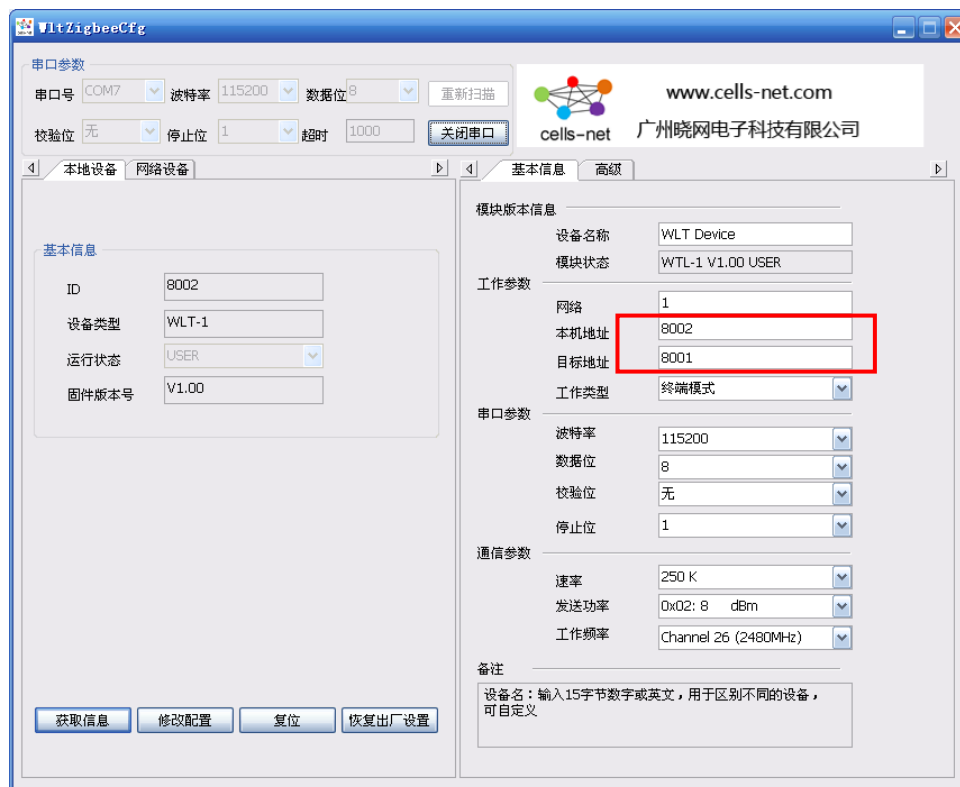 WltZigbeeCfg
串口参数
串口号 COM7 波特率 115200 数据位 8 重新扫描
校验位 无 停止位 1 超时 1000 关闭串口
cells-net
www.cells-net.com
广州晓网电子科技有限公司
本地设备 网络设备
基本信息
ID 8002
设备类型 WLT-1
运行状态 USER
固件版本号 V1.00
获取信息 修改配置 复位 恢复出厂设置
基本信息 高级
模块版本信息
设备名称 WLT Device
模块状态 WTL-1 V1.00 USER
工作参数
网络 1
本机地址 8002
目标地址 8001
工作类型 终端模式
串口参数
波特率 115200
数据位 8
校验位 无
停止位 1
通信参数
速率 250 K
发送功率 0x02: 8 dBm
工作频率 Channel 26 (2480MHz)
备注
设备名：输入15字节数字或英文，用于区别不同的设备，
可自定义